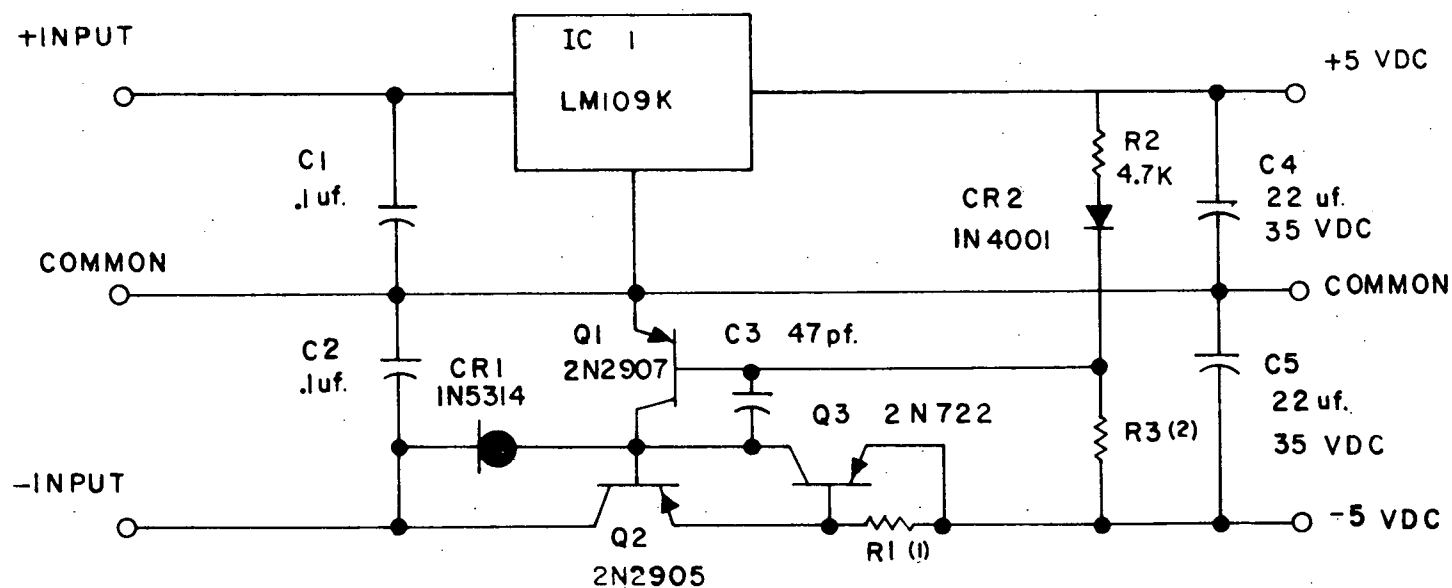 +INPUT
IC 1
LM109K
+5 VDC
C1
.1uf.
R2
4.7K
CR2
1N4001
C4
22 uf.
35 VDC
COMMON
COMMON
C2
.1uf.
CR1
1N5314
Q1
2N2907
C3 47pf.
Q3 2N722
R3(2)
C5
22 uf.
35 VDC
-INPUT
Q2
2N2905
R1(1)
-5 VDC